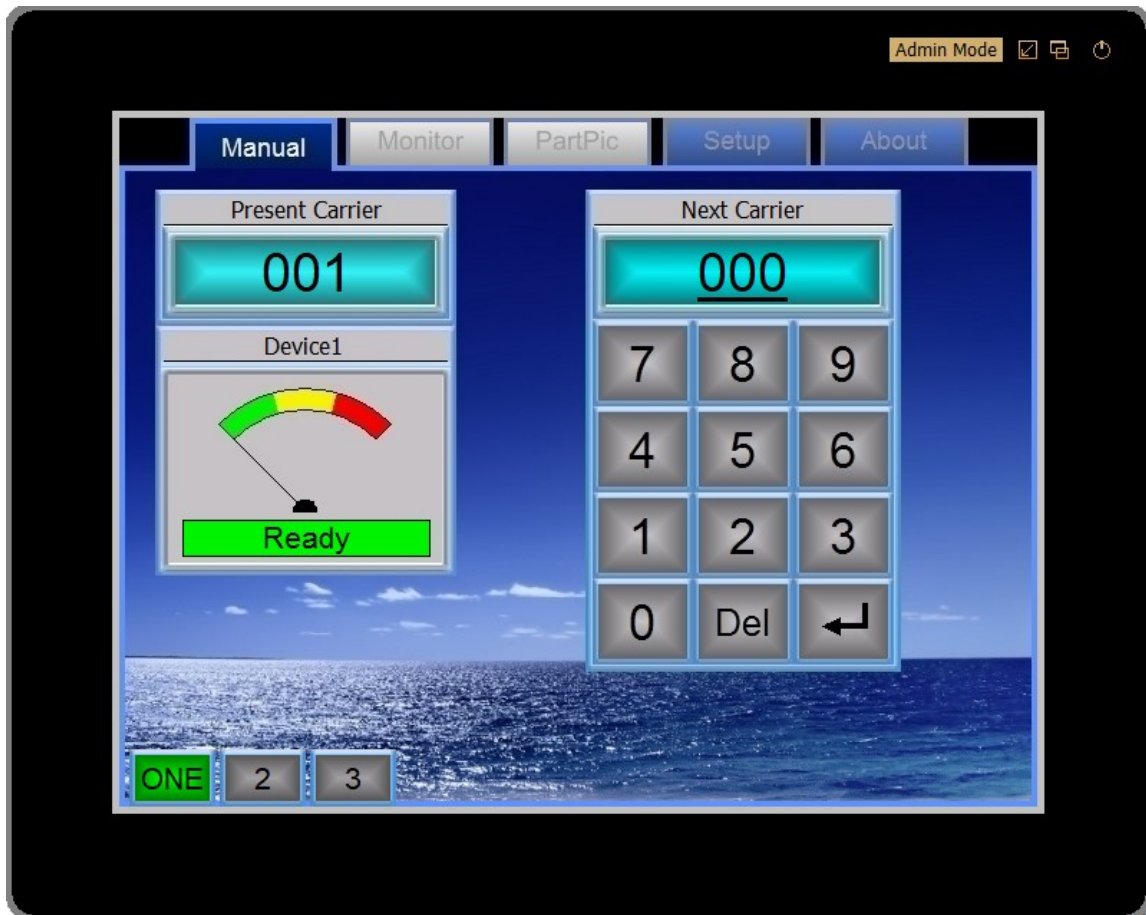 Admin Mode
Manual Monitor PartPic Setup About
Present Carrier
001
Device1
Ready
Next Carrier
000
7 8 9
4 5 6
1 2 3
0 Del
ONE 2 3